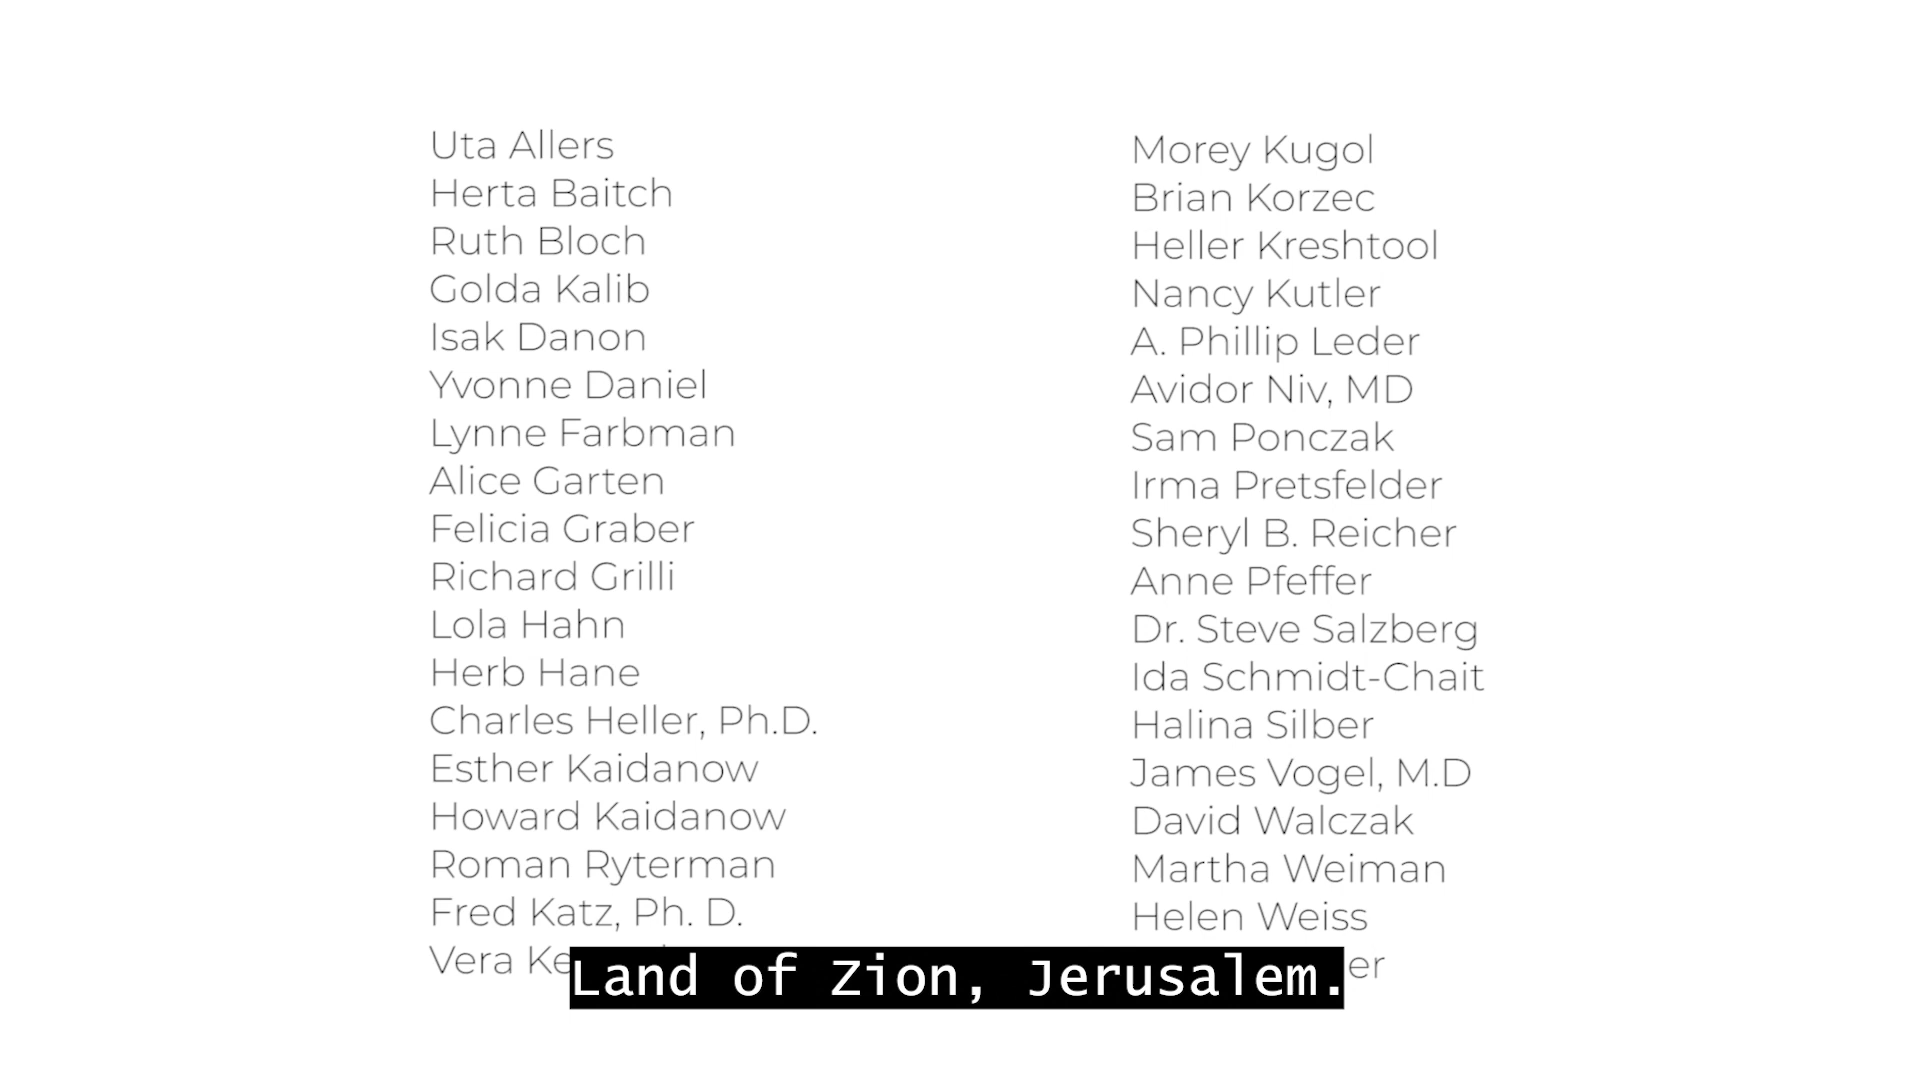 Uta Allers
Herta Baitch
Ruth Bloch
Golda Kalib
Isak Danon
Yvonne Daniel
Lynne Farbman
Alice Garten
Felicia Graber
Richard Grilli
Lola Hahn
Herb Hane
Charles Heller, Ph.D.
Esther Kaidanow
Howard Kaidanow
Roman Ryterman
Fred Katz, Ph. D.
Vera
Morey Kugol
Brian Korzec
Heller Kreshtool
Nancy Kutler
A. Phillip Leder
Avidor Niv, MD
Sam Ponczak
Irma Pretsfelder
Sheryl B. Reicher
Anne Pfeffer
Dr. Steve Salzberg
Ida Schmidt-Chait
Halina Silber
James Vogel, M.D
David Walczak
Martha Weiman
Helen Weiss
Land of Zion, Jerusalem.